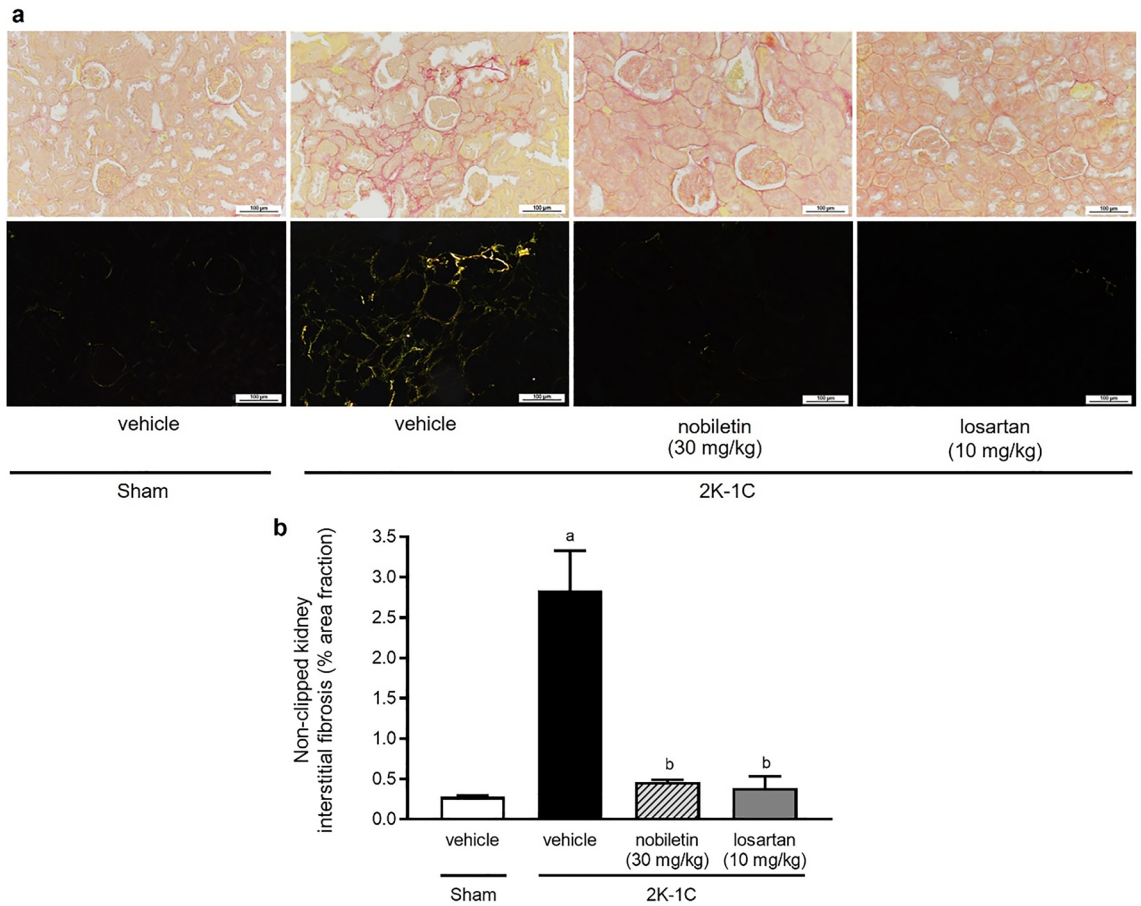 a
100 µm 100 µm 100 µm 100 µm
100 µm 100 µm 100 µm 100 µm
vehicle vehicle nobiletin losartan
(30 mg/kg) (10 mg/kg)
Sham 2K-1C
b
Non-clipped kidney
interstitial fibrosis (% area fraction)
3.5
3.0
2.5
2.0
1.5
1.0
0.5
0.0
a
b b
vehicle vehicle nobiletin losartan
(30 mg/kg) (10 mg/kg)
Sham 2K-1C